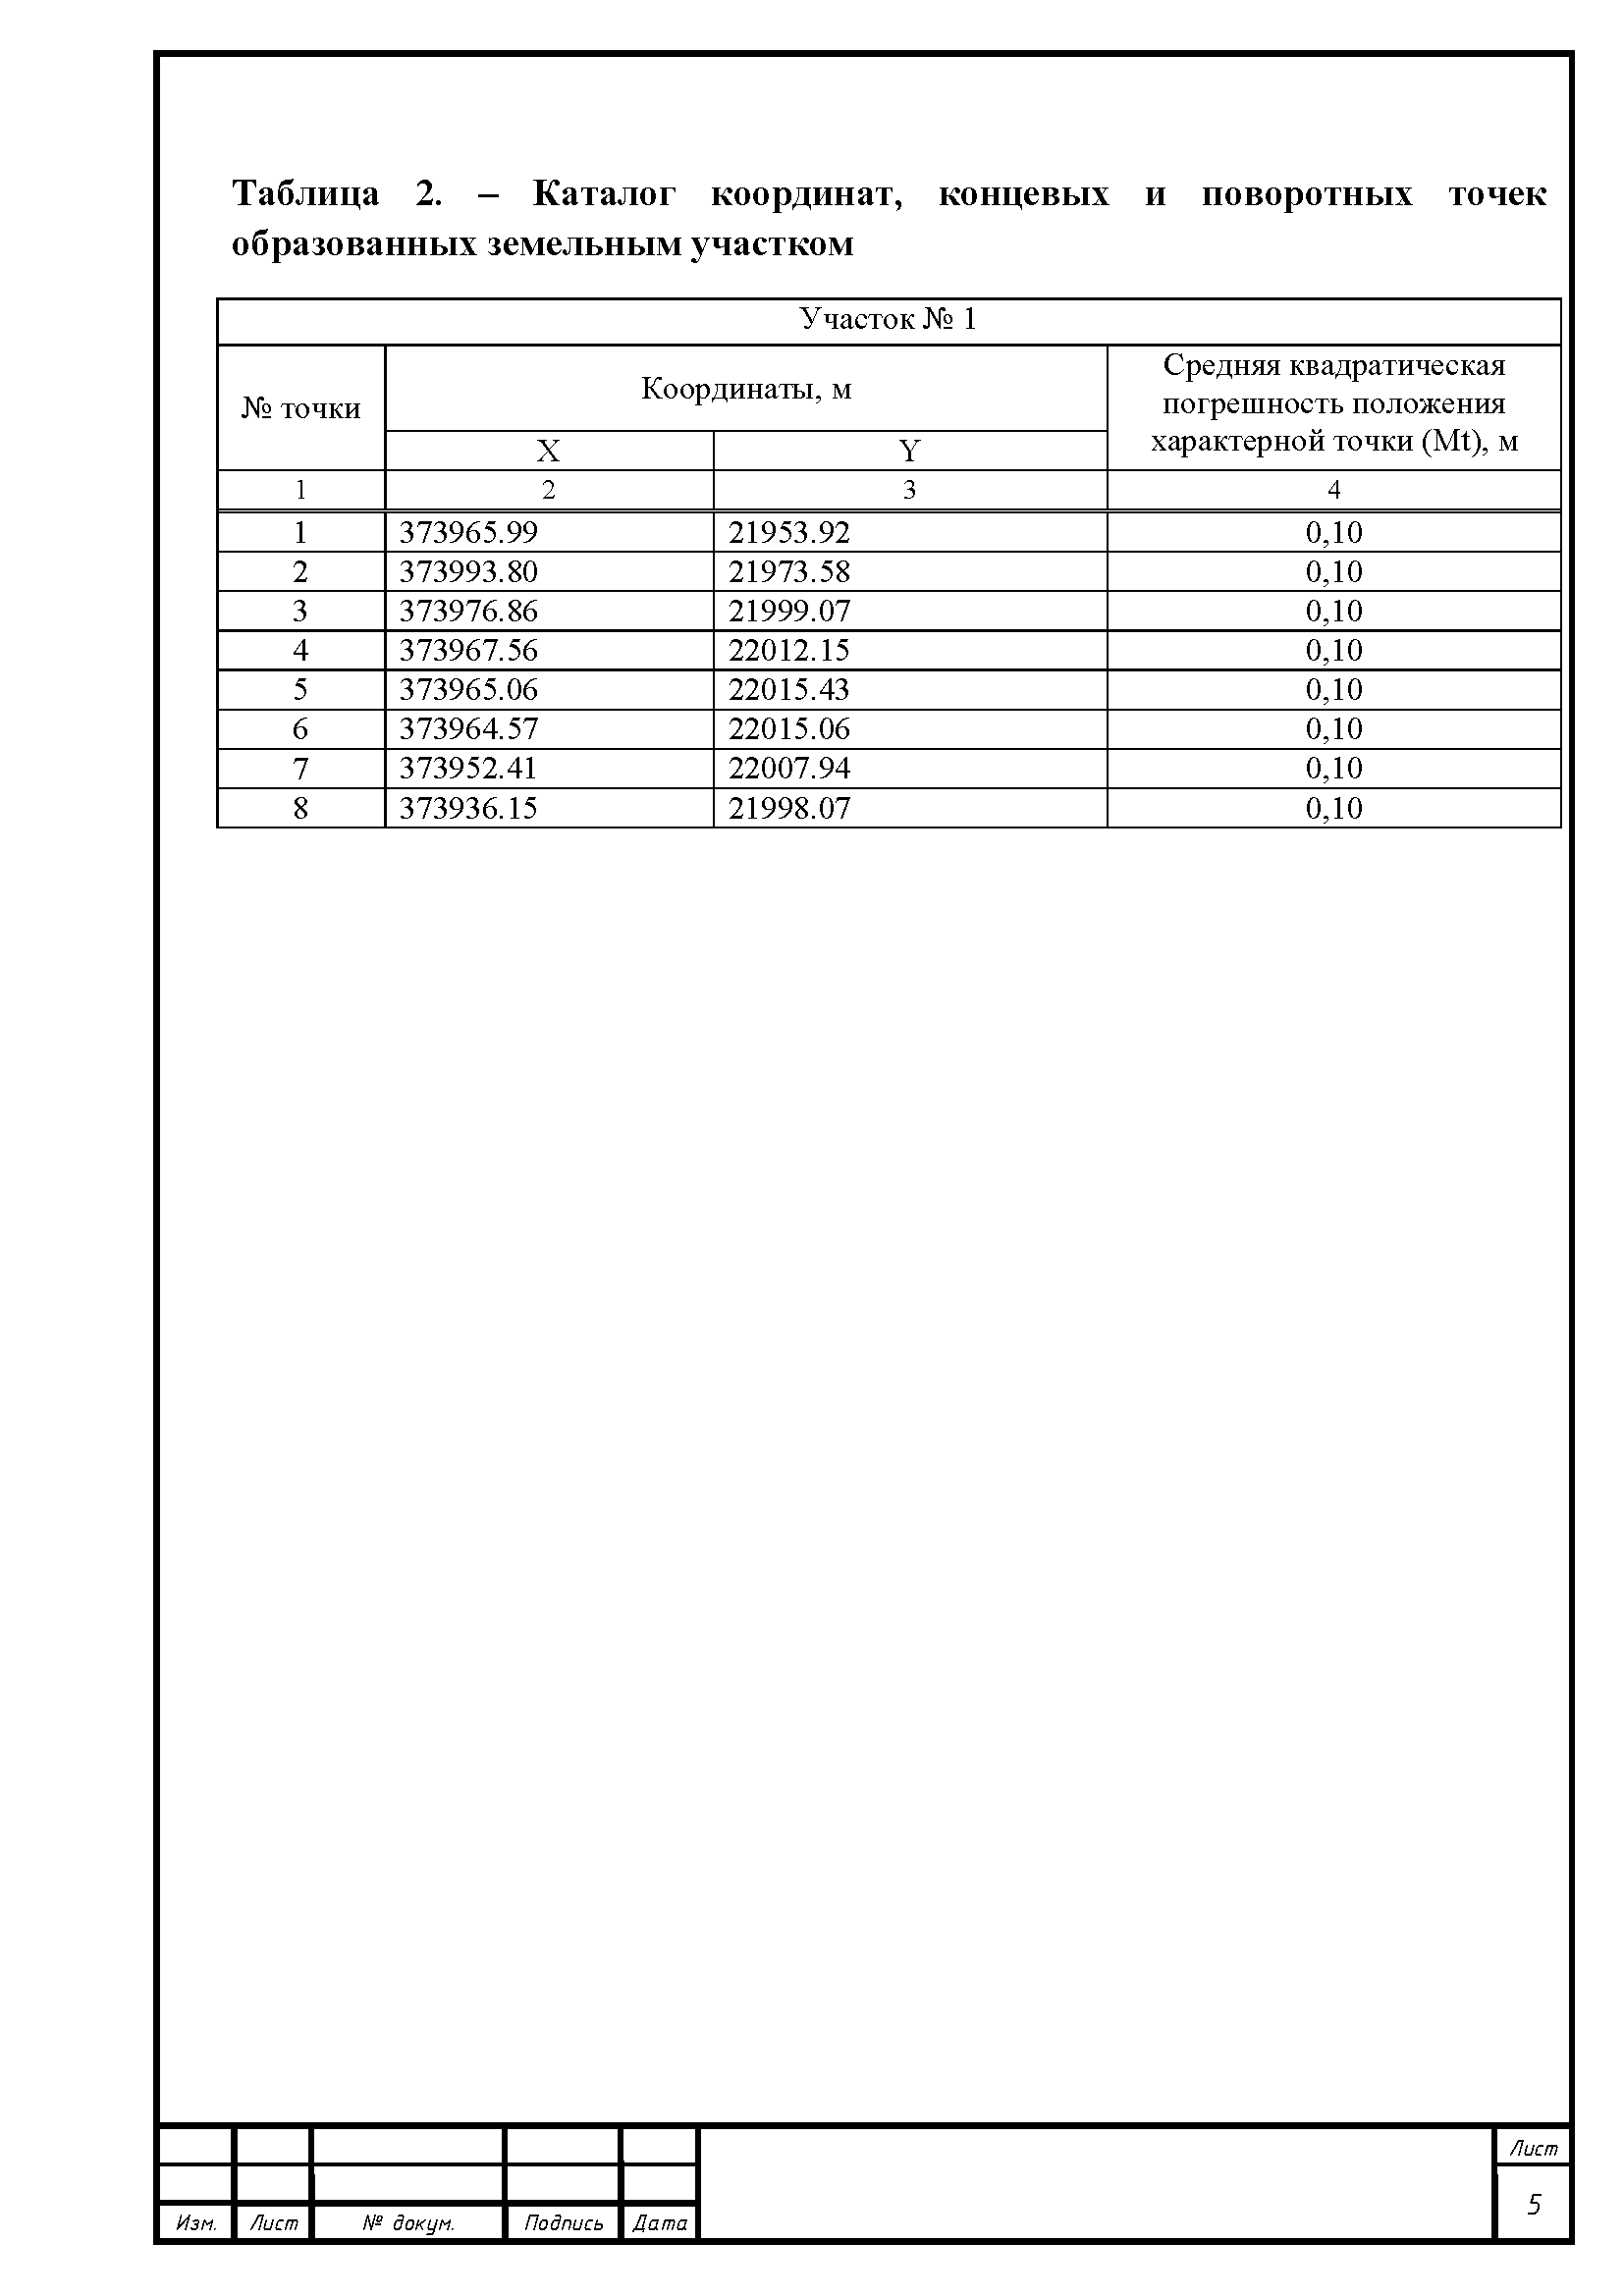 Таблица 2. – Каталог координат, концевых и поворотных точек
образованных земельным участком
Участок № 1
№ точки
Координаты, м
Средняя квадратическая
погрешность положения
характерной точки (Mt), м
X Y
1 2 3 4
1 373965.99 21953.92 0,10
2 373993.80 21973.58 0,10
3 373976.86 21999.07 0,10
4 373967.56 22012.15 0,10
5 373965.06 22015.43 0,10
6 373964.57 22015.06 0,10
7 373952.41 22007.94 0,10
8 373936.15 21998.07 0,10
Лист
5
Изм. Лист № докум. Подпись Дата